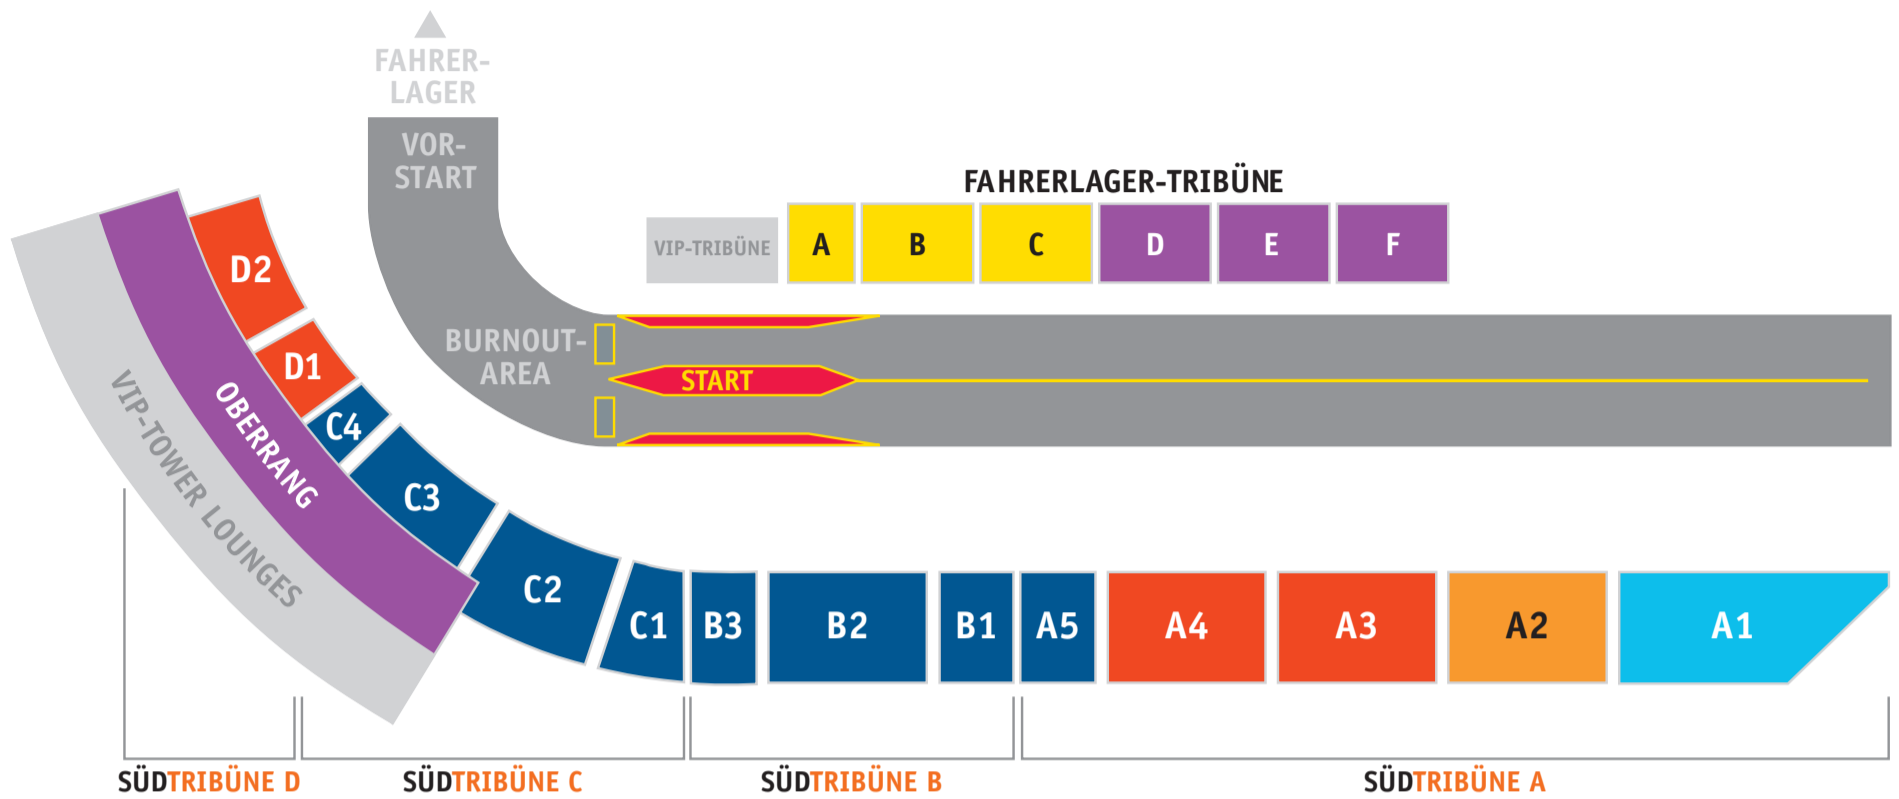 FAHRER-
LAGER
VOR-
START
FAHRERLAGER-TRIBÜNE
VIP-TRIBÜNE
A
B
C
D
E
F
BURNOUT-
AREA
START
D2
D1
C4
C3
C2
C1
B3
B2
B1
A5
A4
A3
A2
A1
OBERRANG
VIP-TOWER LOUNGES
SÜDTRIBÜNE D
SÜDTRIBÜNE C
SÜDTRIBÜNE B
SÜDTRIBÜNE A